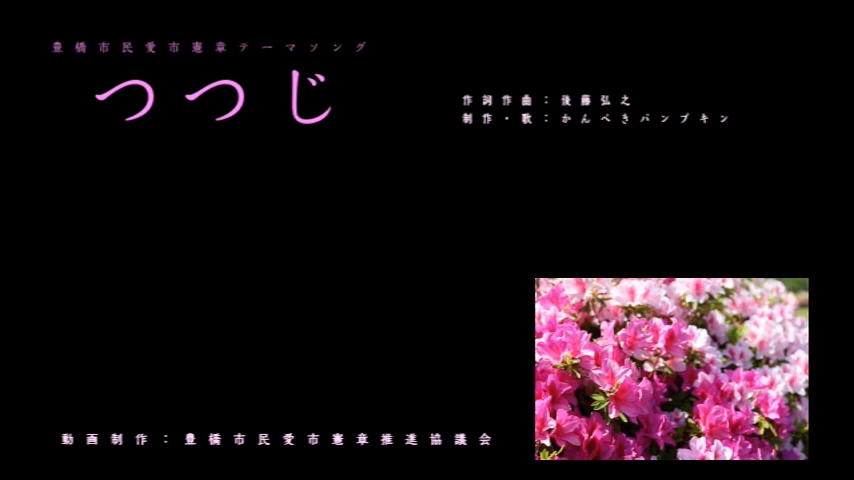 豊橋市民愛市憲章テーマソング
つつじ
作詞作曲：後藤弘之
制作・歌：かんぺきパンプキン
動画制作：豊橋市民愛市憲章推進協議会